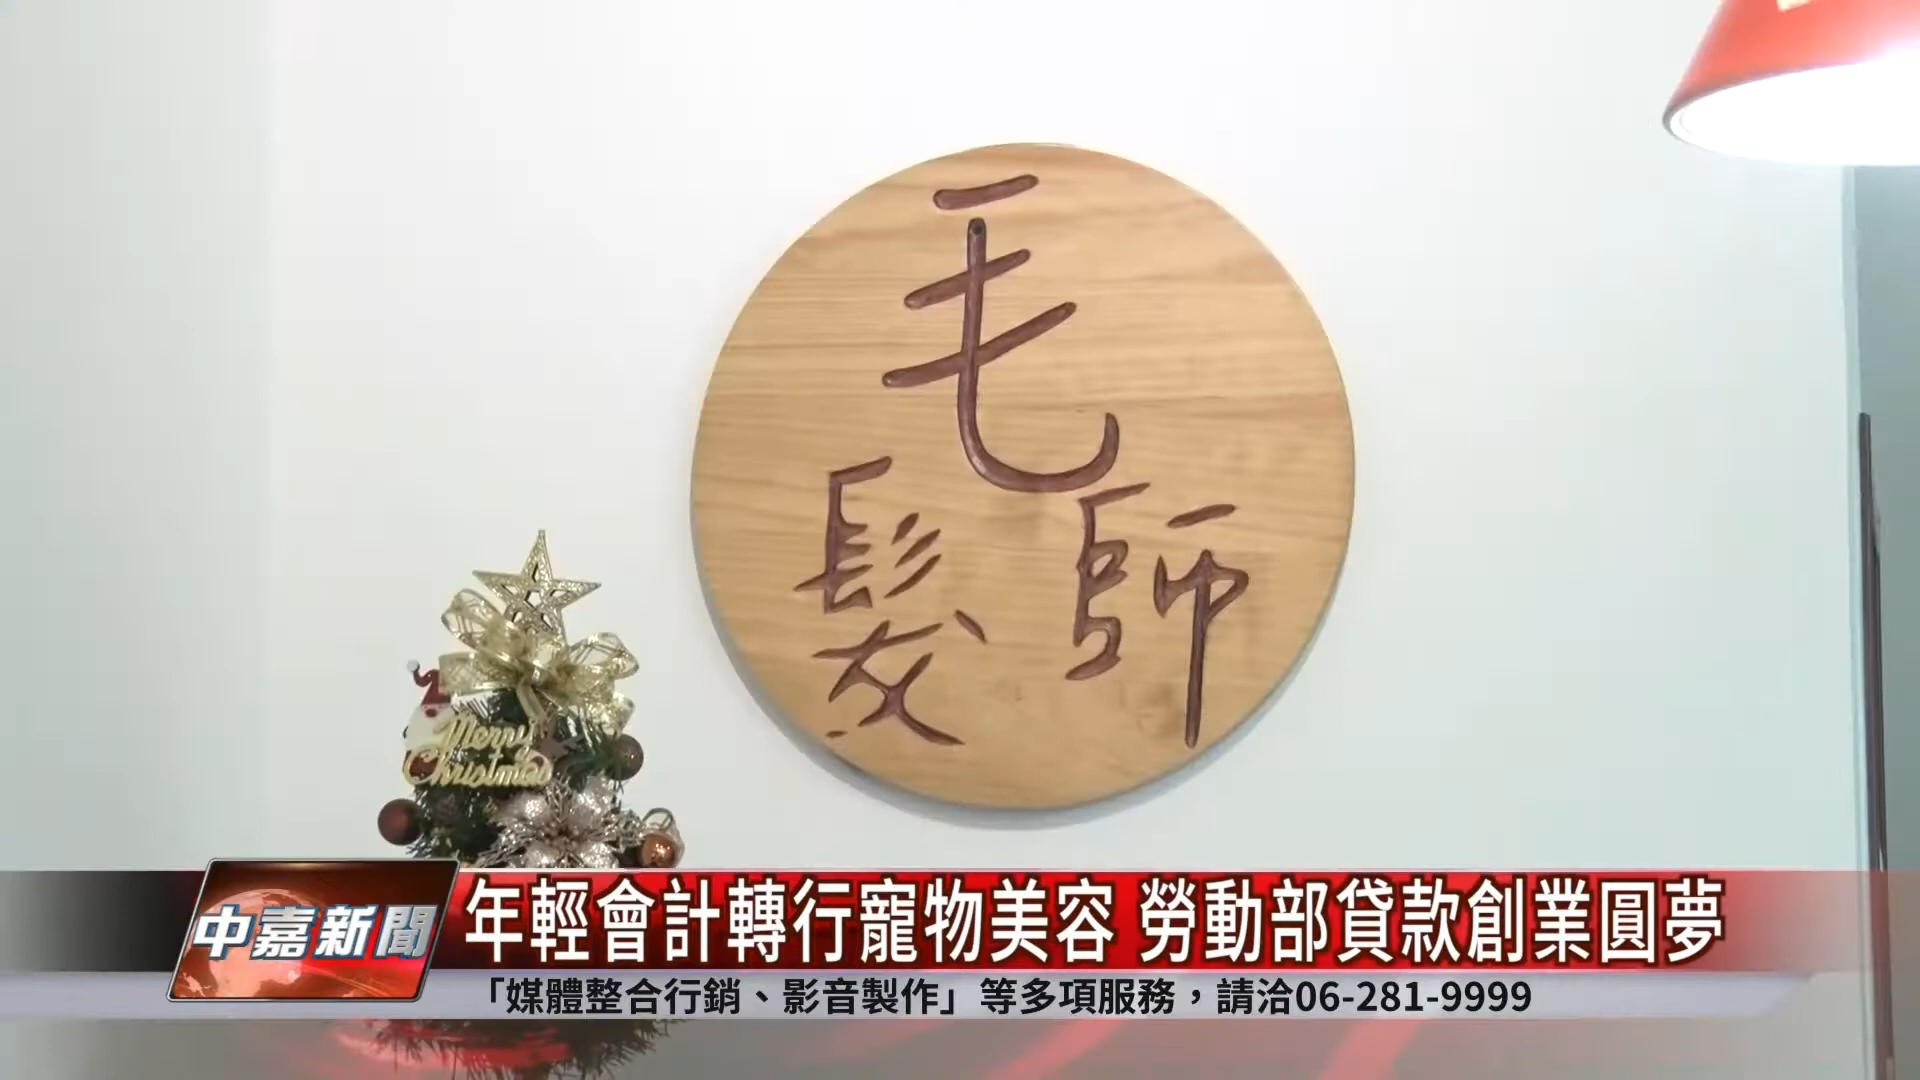 毛
髮師
Merry
Christmas
中嘉新聞
年輕會計轉行寵物美容 勞動部貸款創業圓夢
「媒體整合行銷、影音製作」等多項服務，請洽06-281-9999